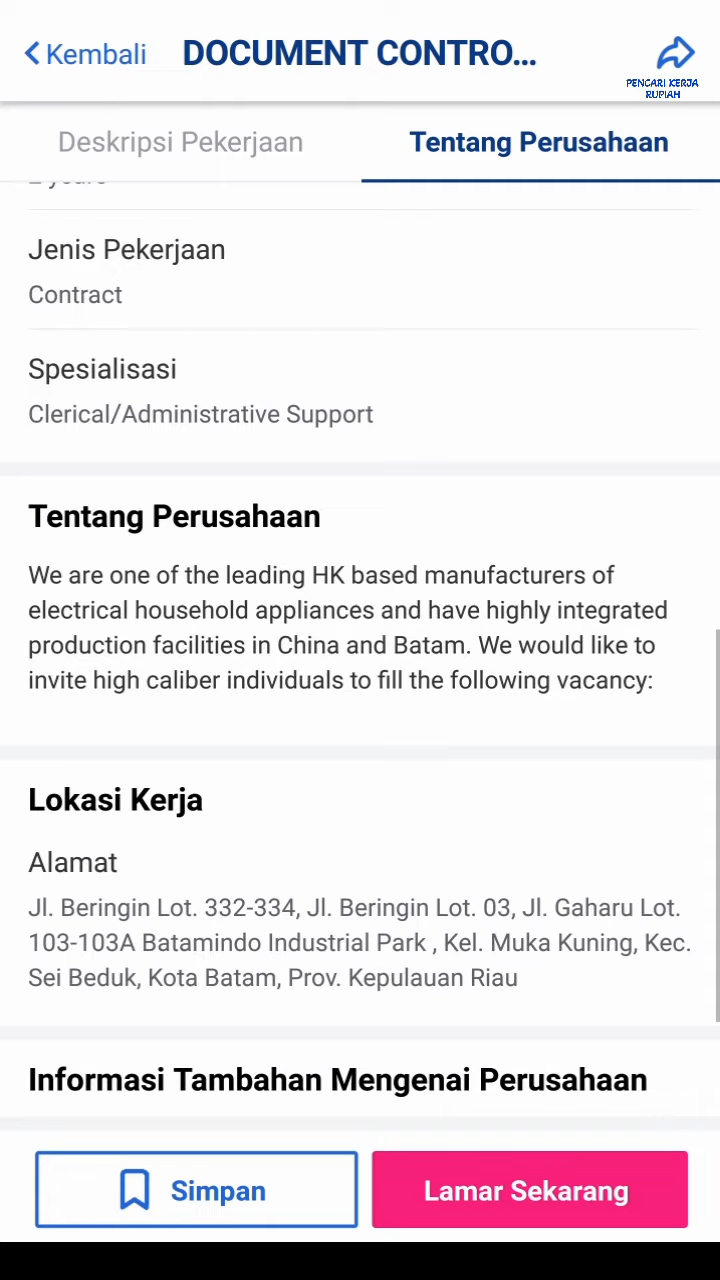 Kembali
DOCUMENT CONTRO...
PENCARI KERJA
RUPIAH
Deskripsi Pekerjaan
Tentang Perusahaan
2 years
Jenis Pekerjaan
Contract
Spesialisasi
Clerical/Administrative Support
Tentang Perusahaan
We are one of the leading HK based manufacturers of
electrical household appliances and have highly integrated
production facilities in China and Batam. We would like to
invite high caliber individuals to fill the following vacancy:
Lokasi Kerja
Alamat
Jl. Beringin Lot. 332-334, Jl. Beringin Lot. 03, Jl. Gaharu Lot.
103-103A Batamindo Industrial Park , Kel. Muka Kuning, Kec.
Sei Beduk, Kota Batam, Prov. Kepulauan Riau
Informasi Tambahan Mengenai Perusahaan
Simpan
Lamar Sekarang